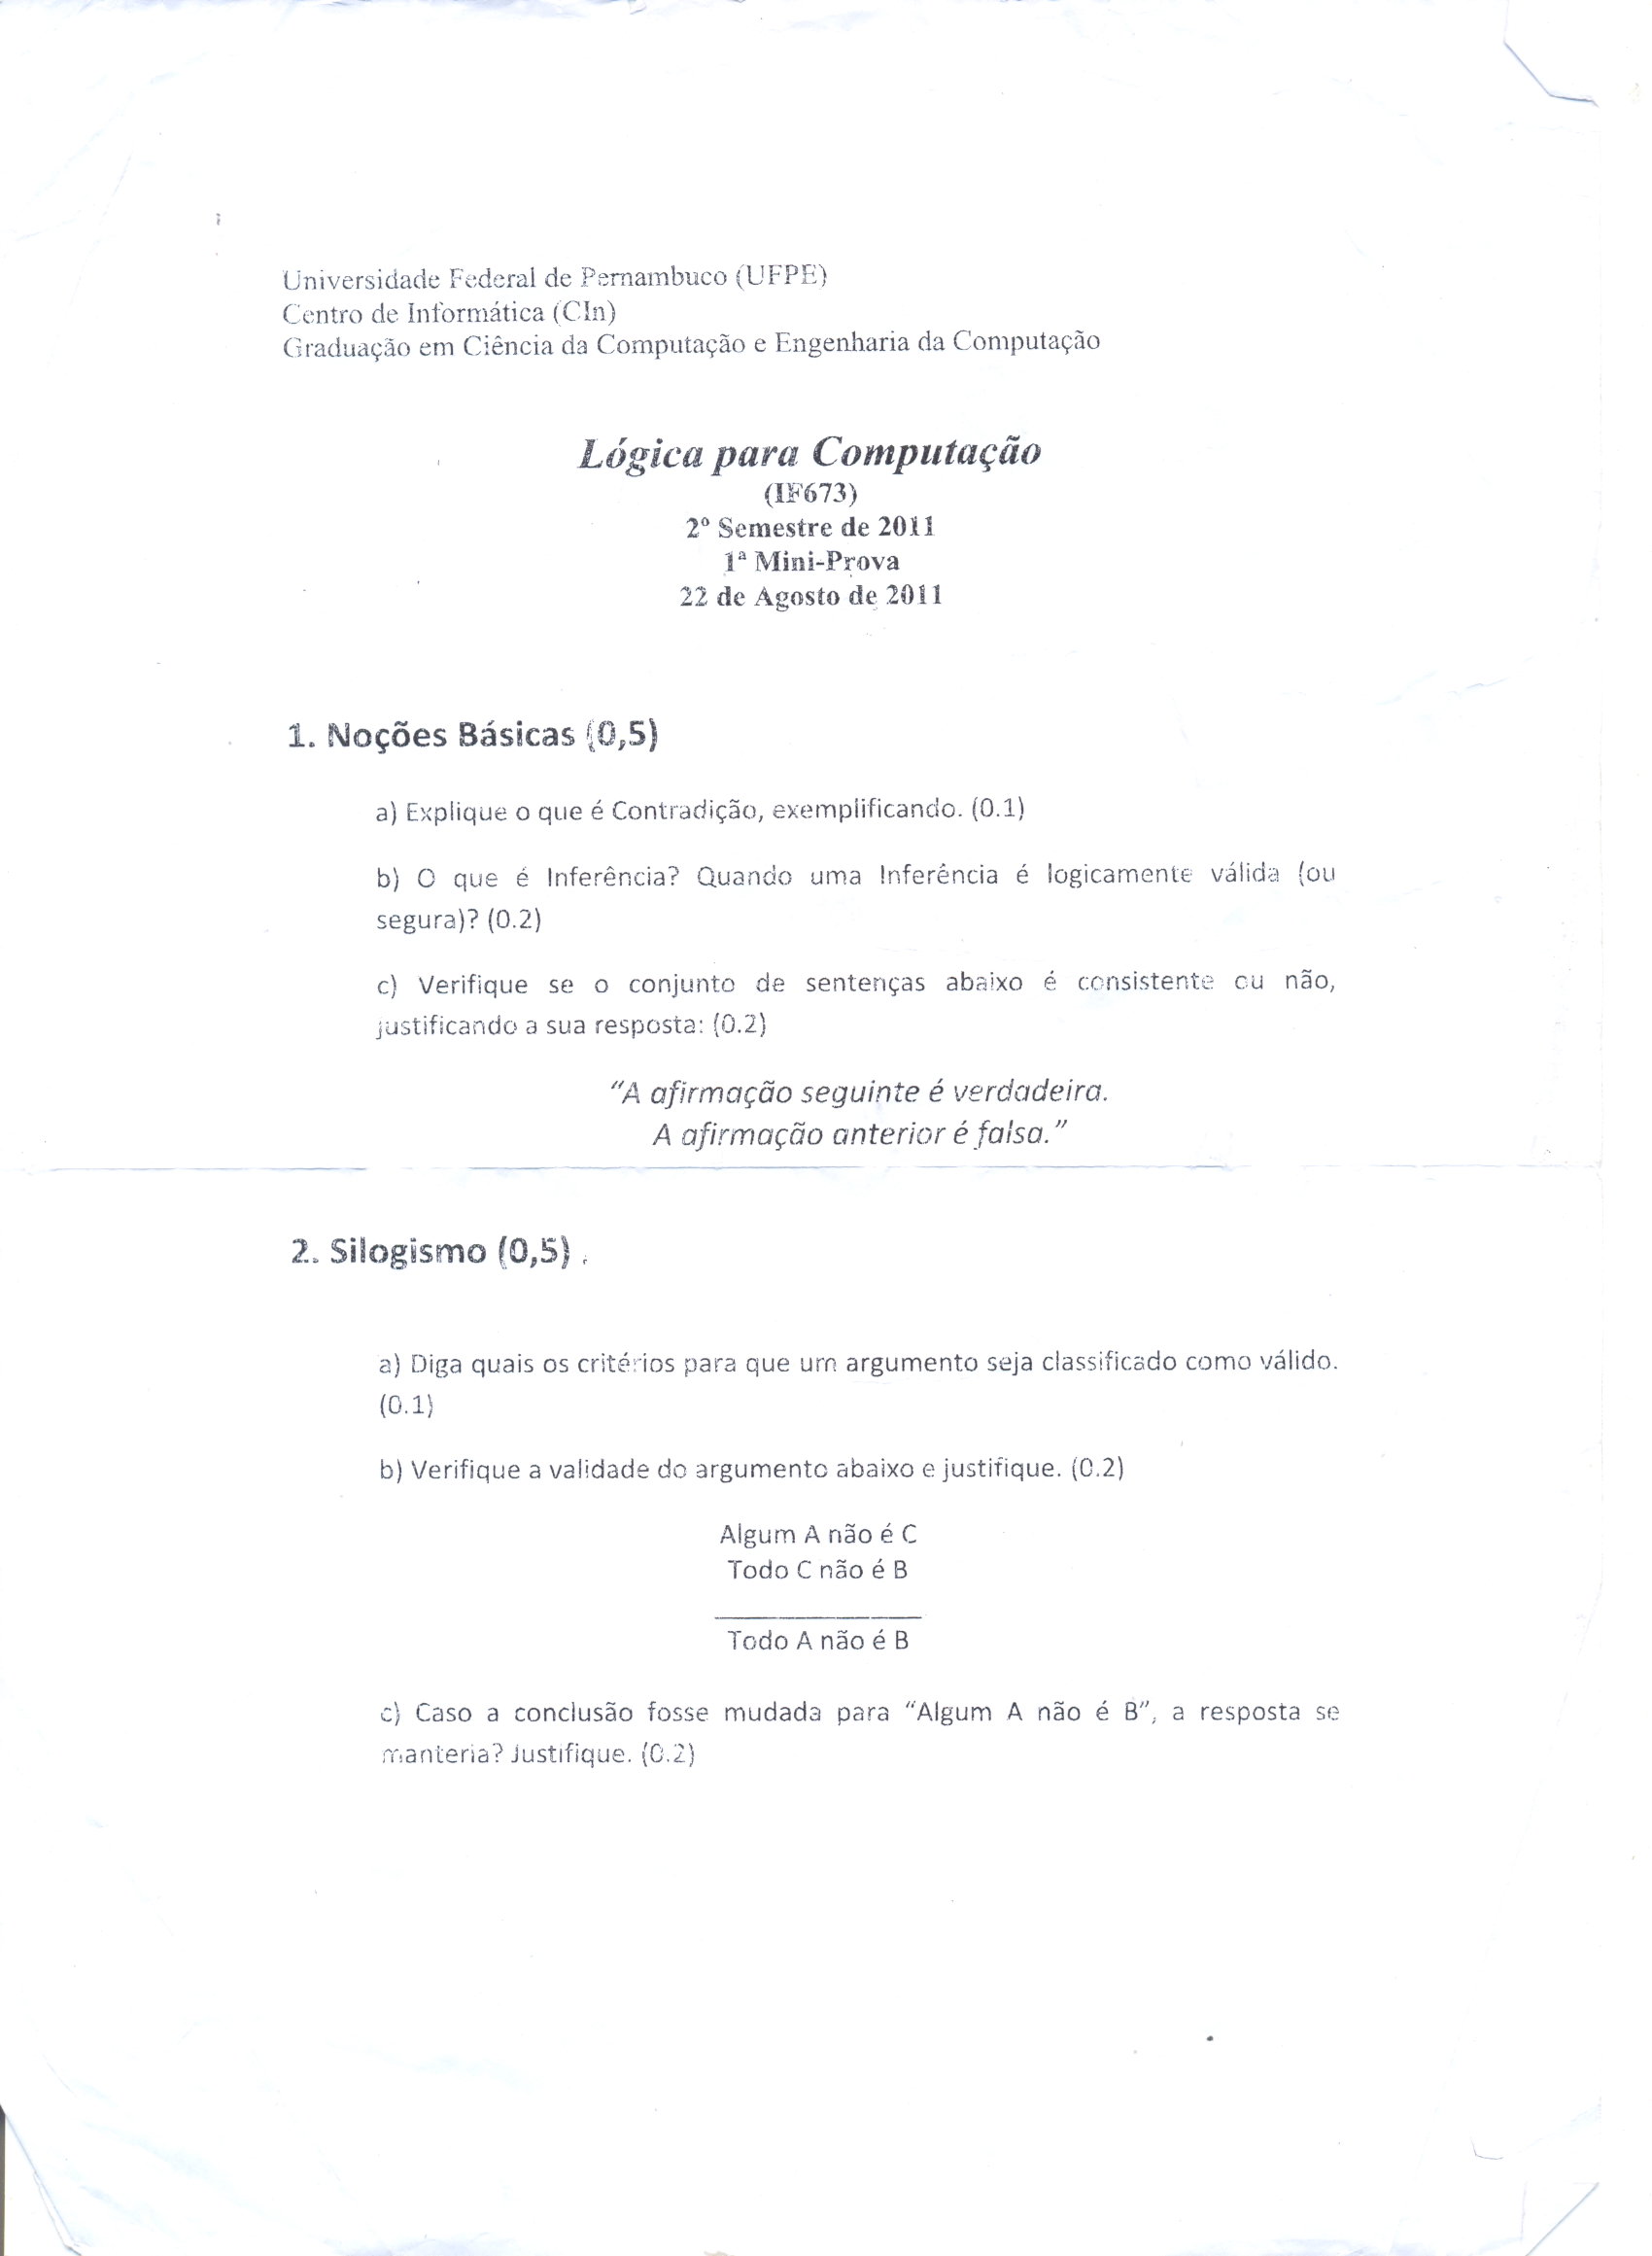 Universidade Federal de Pernambuco (UFPE)
Centro de Informática (CIn)
Graduação em Ciência da Computação e Engenharia da Computação
Lógica para Computação
(IF673)
2º Semestre de 2011
1ª Mini-Prova
22 de Agosto de 2011
1. Noções Básicas (0,5)
a) Explique o que é Contradição, exemplificando. (0.1)
b) O que é Inferência? Quando uma Inferência é logicamente válida (ou
segura)? (0.2)
c) Verifique se o conjunto de sentenças abaixo é consistente ou não,
justificando a sua resposta: (0.2)
"A afirmação seguinte é verdadeira.
A afirmação anterior é falsa."
2. Silogismo (0,5)
a) Diga quais os critérios para que um argumento seja classificado como válido.
(0.1)
b) Verifique a validade do argumento abaixo e justifique. (0.2)
Algum A não é C
Todo C não é B
Todo A não é B
c) Caso a conclusão fosse mudada para "Algum A não é B", a resposta se
manteria? Justifique. (0.2)